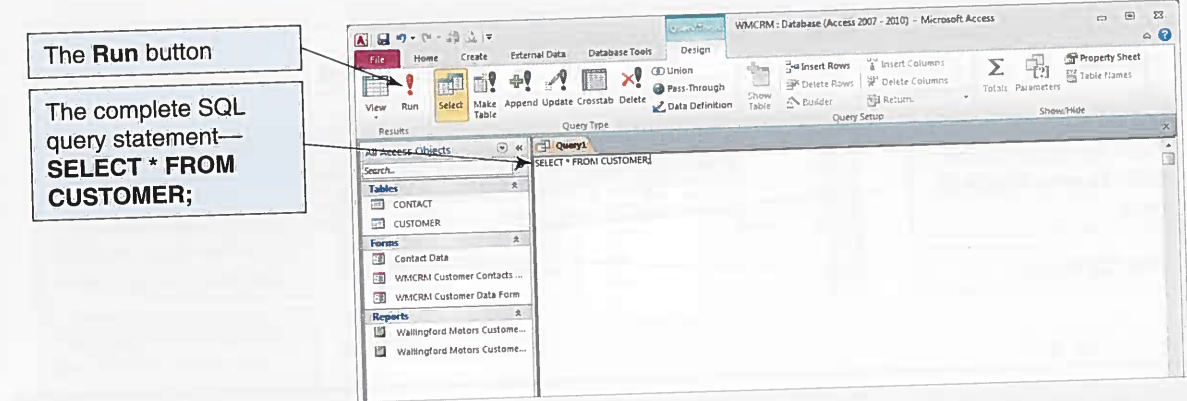 The Run button
The complete SQL
query statement—
SELECT * FROM
CUSTOMER;
WMCRM : Database (Access 2007 - 2010) - Microsoft Access
File Home Create External Data Database Tools Design
View
Run
Select
Make Table
Append
Update
Crosstab
Delete
Union
Pass-Through
Data Definition
Show Table
Insert Rows
Delete Rows
Builder
Insert Columns
Delete Columns
Return:
Totals
Parameters
Property Sheet
Table Names
Results
Query Type
Query Setup
Show/Hide
All Access Objects
Search...
Query1
SELECT * FROM CUSTOMER;
Tables
CONTACT
CUSTOMER
Forms
Contact Data
WMCRM Customer Contacts ...
WMCRM Customer Data Form
Reports
Wallingford Motors Custome...
Wallingford Motors Custome...